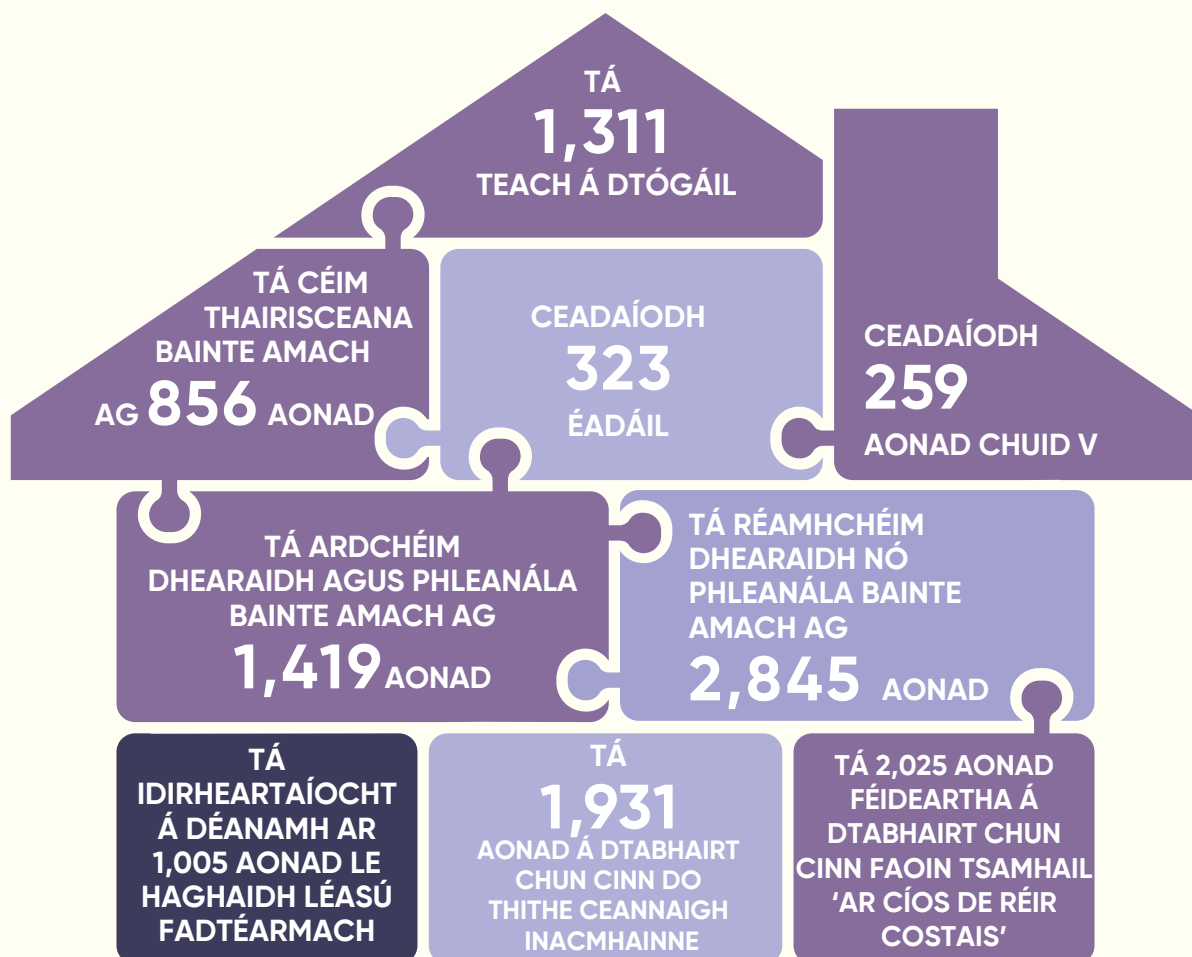 TÁ
1,311
TEACH Á DTÓGÁIL
TÁ CÉIM
THAIRISCEANA
BAINTE AMACH
AG 856 AONAD
CEADAÍODH
323
ÉADÁIL
CEADAÍODH
259
AONAD CHUID V
TÁ ARDCHÉIM
DHEARAIDH AGUS PHLEANÁLA
BAINTE AMACH AG
1,419 AONAD
TÁ RÉAMHCHÉIM
DHEARAIDH NÓ
PHLEANÁLA BAINTE
AMACH AG
2,845 AONAD
TÁ
IDIRHEARTAÍOCHT
Á DÉANAMH AR
1,005 AONAD LE
HAGHAIDH LÉASÚ
FADTÉARMACH
TÁ
1,931
AONAD Á DTABHAIRT
CHUN CINN DO
THITHE CEANNAIGH
INACMHAINNE
TÁ 2,025 AONAD
FÉIDEARTHA Á
DTABHAIRT CHUN
CINN FAOIN TSAMHAIL
‘AR CÍOS DE RÉIR
COSTAIS’